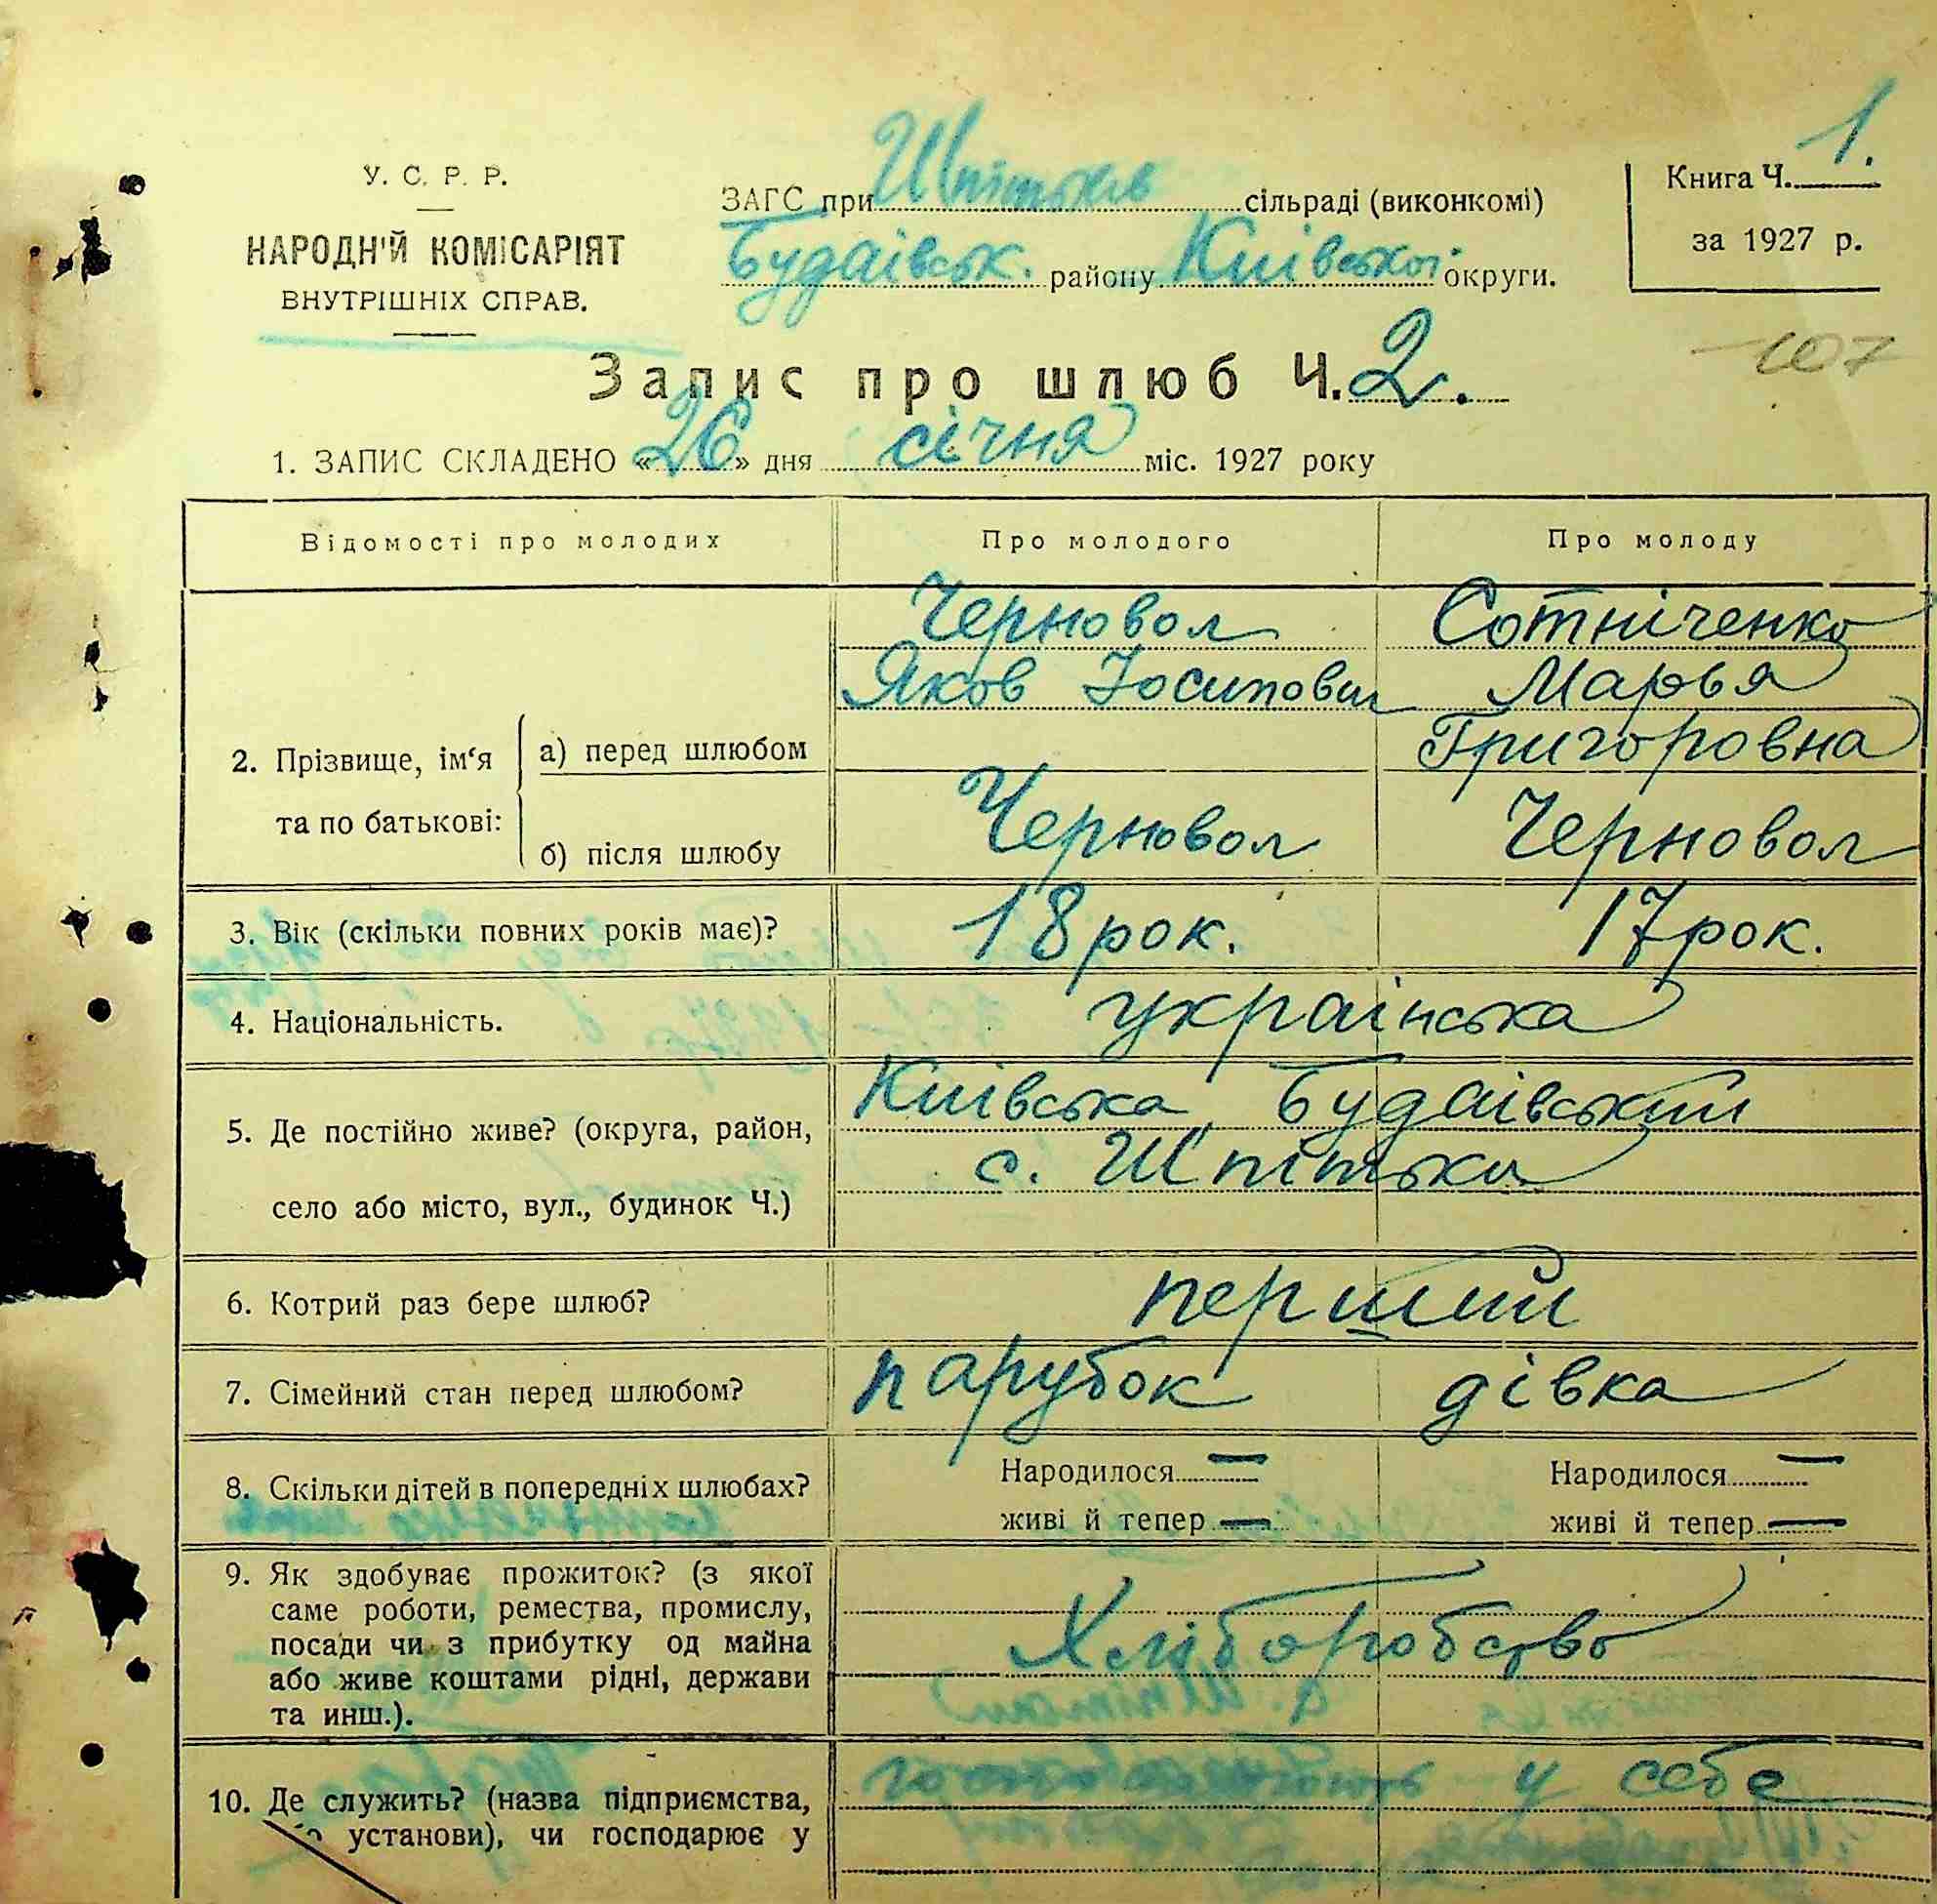 У. С. Р. Р.
НАРОДН'Й КОМІСАРІЯТ
ВНУТРІШНІХ СПРАВ.
ЗАГС при Шпітьків сільраді (виконкомі)
Будаівськ. району Киівської округи.
Книга Ч. 1.
за 1927 р.
107
Запис про шлюб Ч. 2.
1. ЗАПИС СКЛАДЕНО «26» дня січня міс. 1927 року
Відомості про молодих Про молодого Про молоду
2. Прізвище, ім‘я та по батькові:
а) перед шлюбом
Черновол
Яков Іосипович
Сотніченко
Марья
Григоровна
б) після шлюбу Черновол Черновол
3. Вік (скільки повних років має)? 18 рок. 17 рок.
4. Національність. українська
5. Де постійно живе? (округа, район, Киівська, Будаівський
село або місто, вул., будинок Ч.) с. Шпітьки
6. Котрий раз бере шлюб? перший
7. Сімейний стан перед шлюбом? парубок дівка
8. Скільки дітей в попередніх шлюбах? Народилося — Народилося —
живі й тепер — живі й тепер —
9. Як здобуває прожиток? (з якої
саме роботи, ремества, промислу,
посади чи з прибутку од майна
або живе коштами рідні, держави
та инш.).
Хліборобство
10. Де служить? (назва підприємства,
установи), чи господарює у
у себе